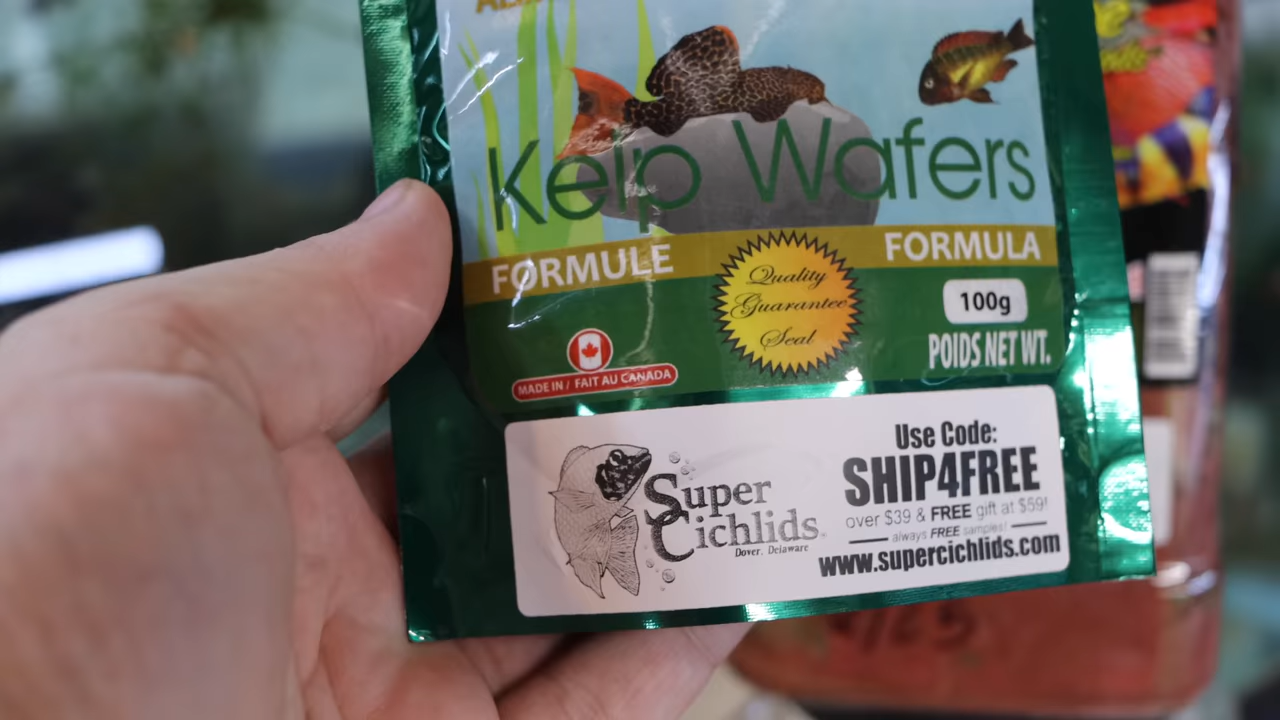 Kelp Wafers
FORMULE
FORMULA
Quality
Guarantee
Seal
100g
POIDS NET WT.
MADE IN / FAIT AU CANADA
Super
Cichlids
Dover, Delaware
Use Code:
SHIP4FREE
over $39 & FREE gift at $59!
always FREE samples!
www.supercichlids.com